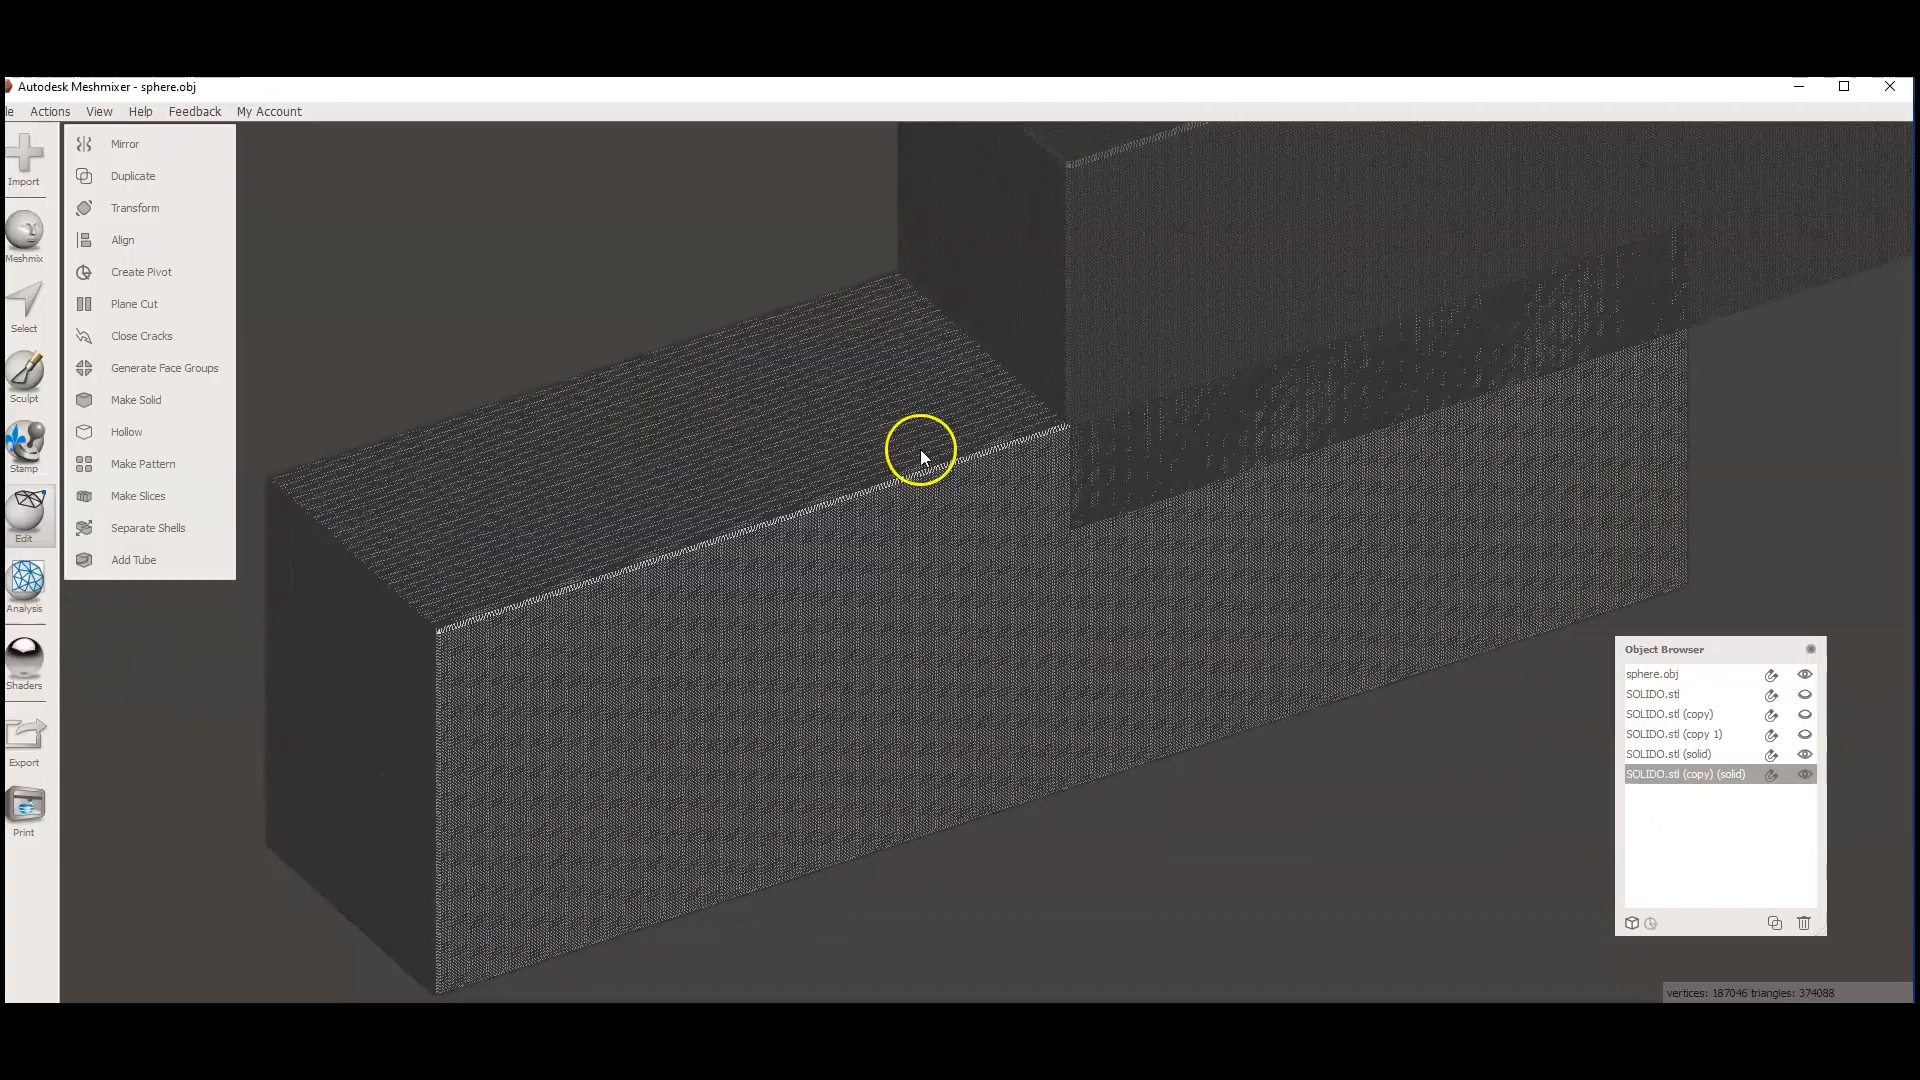 Autodesk Meshmixer - sphere.obj
le Actions View Help Feedback My Account
Import
Meshmix
Select
Sculpt
Stamp
Edit
Analysis
Shaders
Export
Print
Mirror
Duplicate
Transform
Align
Create Pivot
Plane Cut
Close Cracks
Generate Face Groups
Make Solid
Hollow
Make Pattern
Make Slices
Separate Shells
Add Tube
Object Browser
sphere.obj
SOLIDO.stl
SOLIDO.stl (copy)
SOLIDO.stl (copy 1)
SOLIDO.stl (solid)
SOLIDO.stl (copy) (solid)
vertices: 187046 triangles: 374088